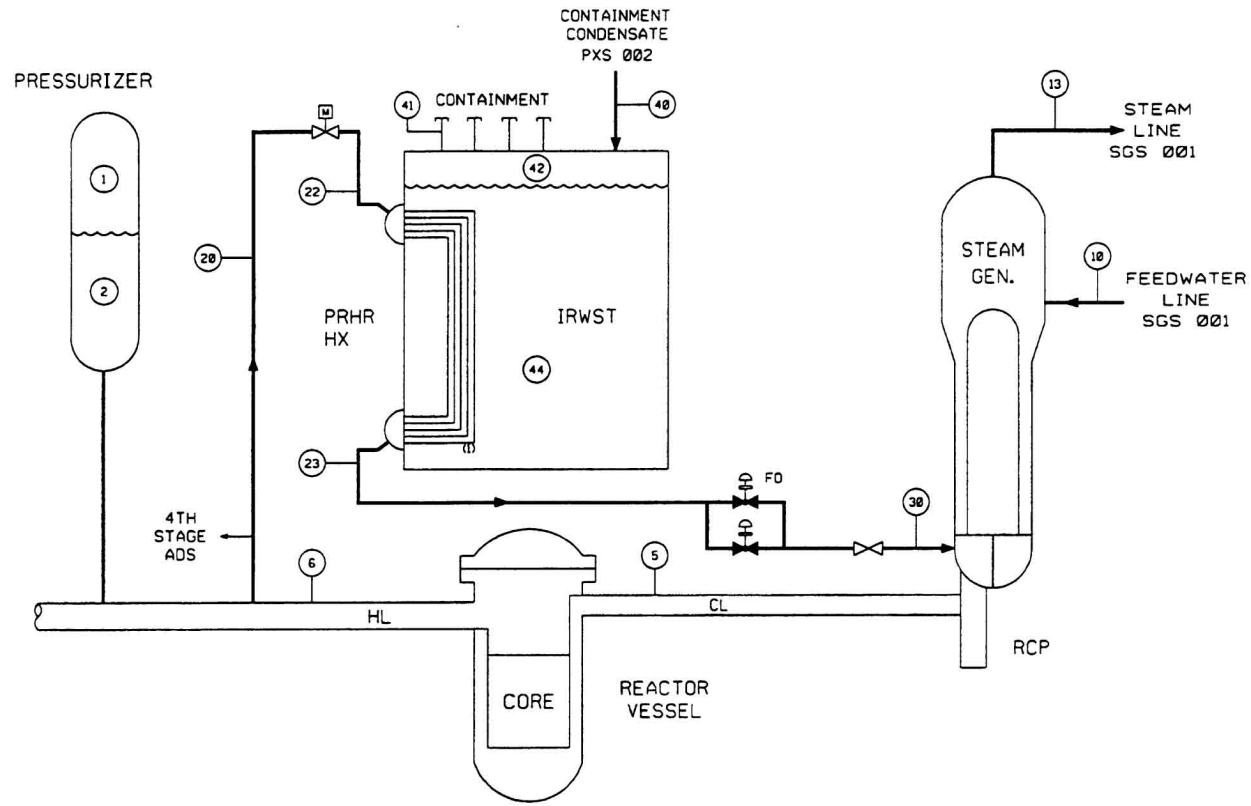 CONTAINMENT
CONDENSATE
PXS 002
PRESSURIZER
13
STEAM
LINE
SGS 001
41
CONTAINMENT
40
M
42
1
22
20
STEAM
GEN.
10
FEEDWATER
LINE
SGS 001
2
PRHR
HX
IRWST
44
23
FO
30
4TH
STAGE
ADS
6
5
HL
CL
RCP
CORE
REACTOR
VESSEL